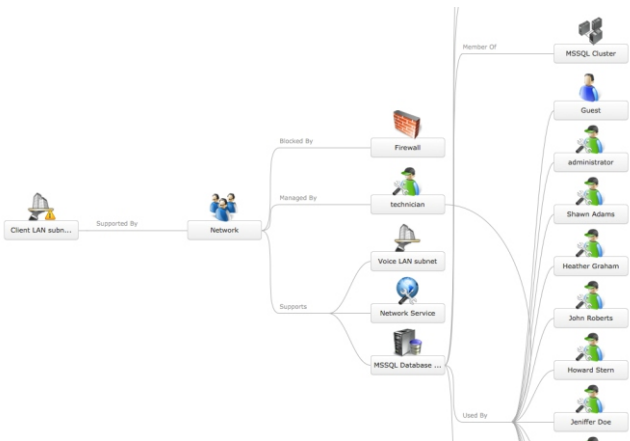 Member Of
MSSQL Cluster
Guest
Blocked By
Firewall
administrator
Managed By
technician
Shawn Adams
Client LAN subn...
Supported By
Network
Voice LAN subnet
Heather Graham
Supports
Network Service
John Roberts
MSSQL Database ...
Howard Stern
Used By
Jeniffer Doe